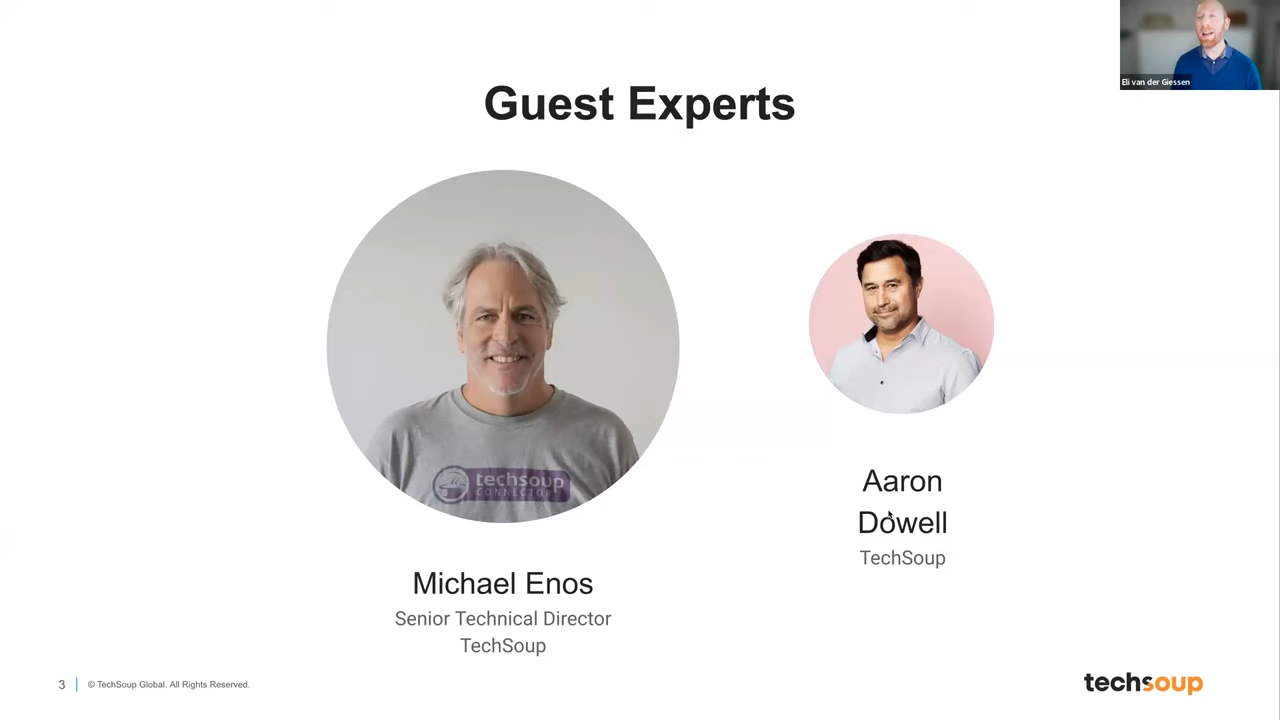 Eli van der Giessen
Guest Experts
techsoup
CONNECTOR
Aaron
Dowell
TechSoup
Michael Enos
Senior Technical Director
TechSoup
3
© TechSoup Global. All Rights Reserved.
techsoup